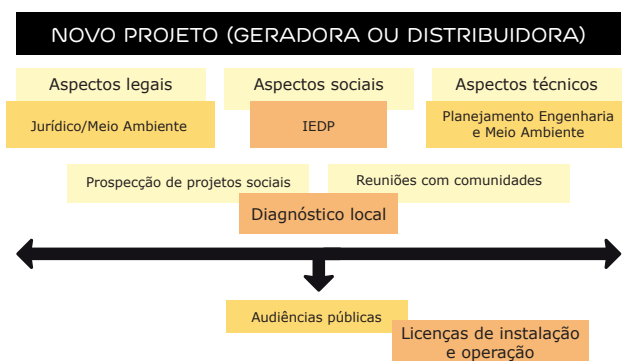 NOVO PROJETO (GERADORA OU DISTRIBUIDORA)
Aspectos legais
Aspectos sociais
Aspectos técnicos
Jurídico/Meio Ambiente
IEDP
Planejamento Engenharia
e Meio Ambiente
Prospecção de projetos sociais
Reuniões com comunidades
Diagnóstico local
Audiências públicas
Licenças de instalação
e operação